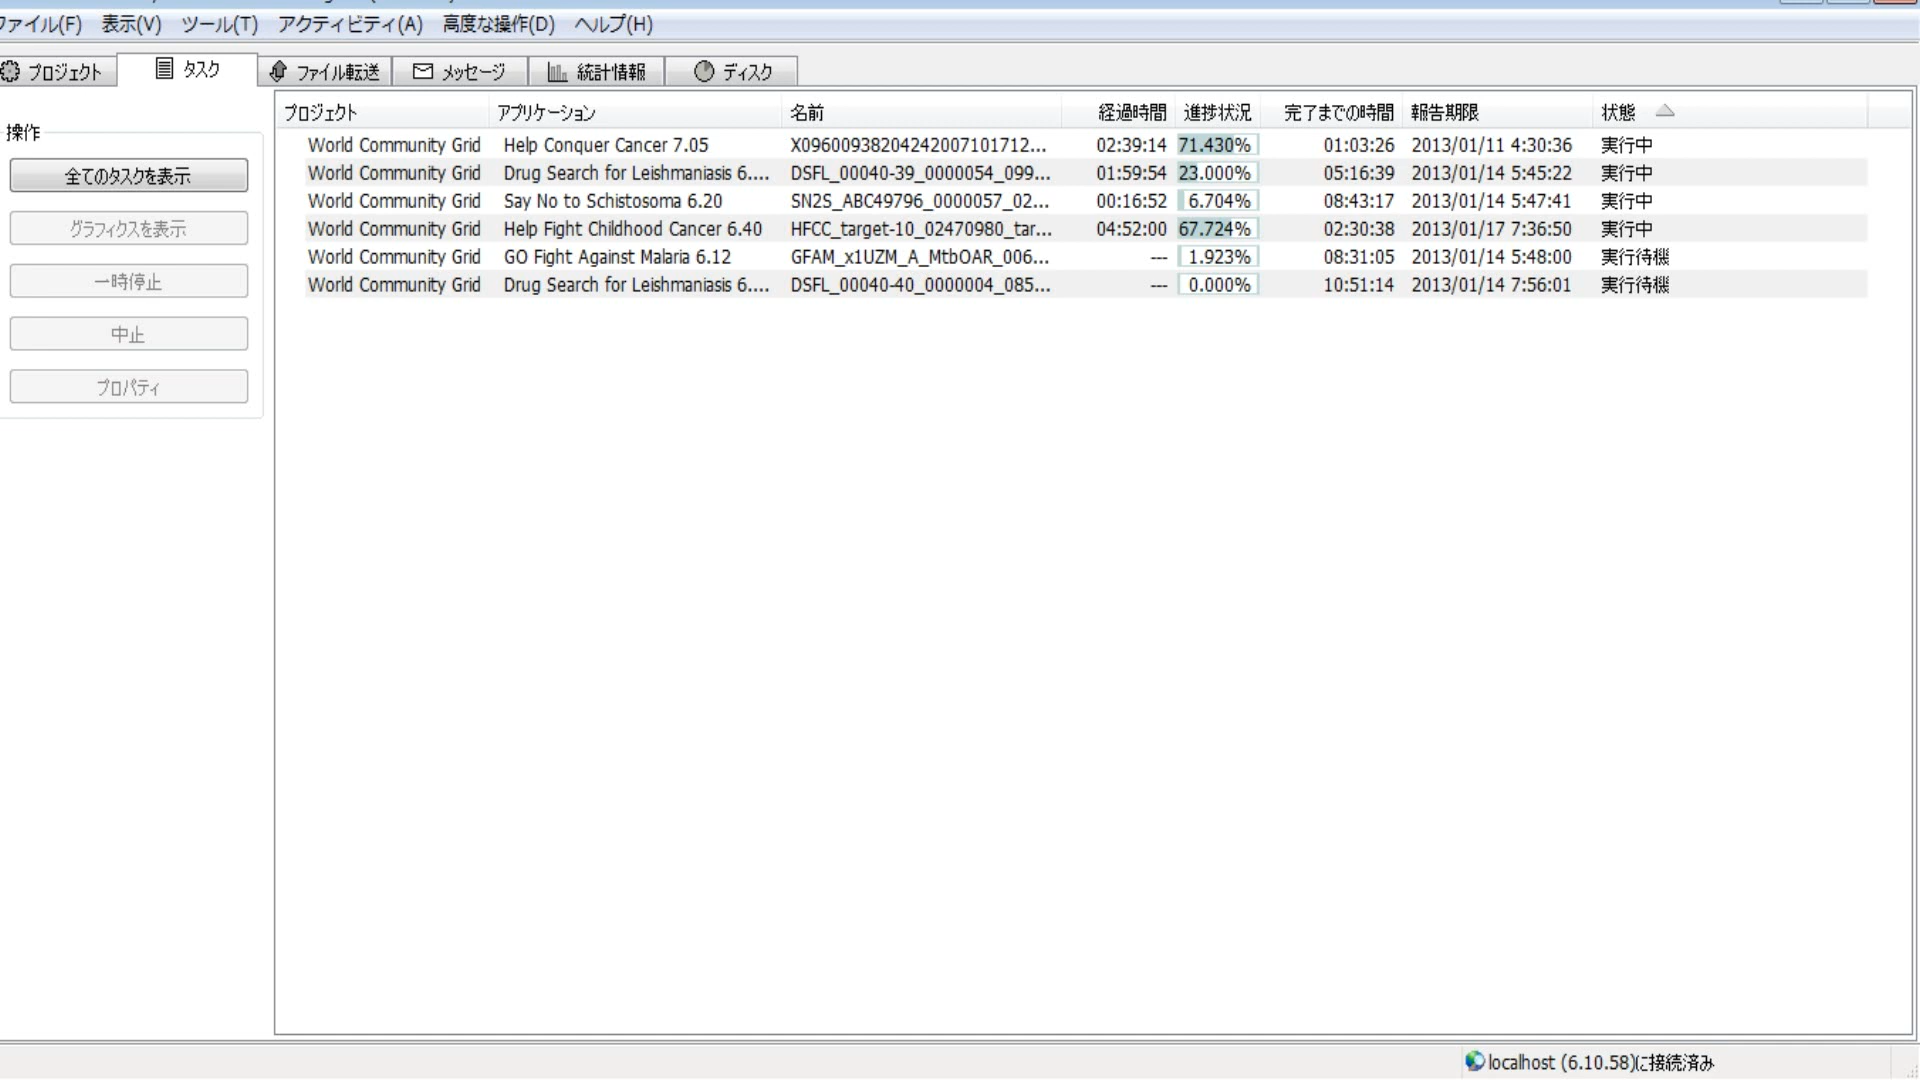 ファイル(F) 表示(V) ツール(T) アクティビティ(A) 高度な操作(D) ヘルプ(H)
プロジェクト タスク ファイル転送 メッセージ 統計情報 ディスク
操作
全てのタスクを表示
グラフィクスを表示
一時停止
中止
プロパティ
プロジェクト アプリケーション 名前 経過時間 進捗状況 完了までの時間 報告期限 状態
World Community Grid Help Conquer Cancer 7.05 X0960093820424200710172... 02:39:14 71.430% 01:03:26 2013/01/11 4:30:36 実行中
World Community Grid Drug Search for Leishmaniasis 6.... DSFL_00040-39_0000054_099... 01:59:54 23.000% 05:16:39 2013/01/14 5:45:22 実行中
World Community Grid Say No to Schistosoma 6.20 SN2S_ABC49796_0000057_02... 00:16:52 6.704% 08:43:17 2013/01/14 5:47:41 実行中
World Community Grid Help Fight Childhood Cancer 6.40 HFCC_target-10_02470980_tar... 04:52:00 67.724% 02:30:38 2013/01/17 7:36:50 実行中
World Community Grid GO Fight Against Malaria 6.12 GFAM_x1UZM_A_MtbOAR_006... --- 1.923% 08:31:05 2013/01/14 5:48:00 実行待機
World Community Grid Drug Search for Leishmaniasis 6.... DSFL_00040-40_0000004_085... --- 0.000% 10:51:14 2013/01/14 7:56:01 実行待機
localhost (6.10.58)に接続済み